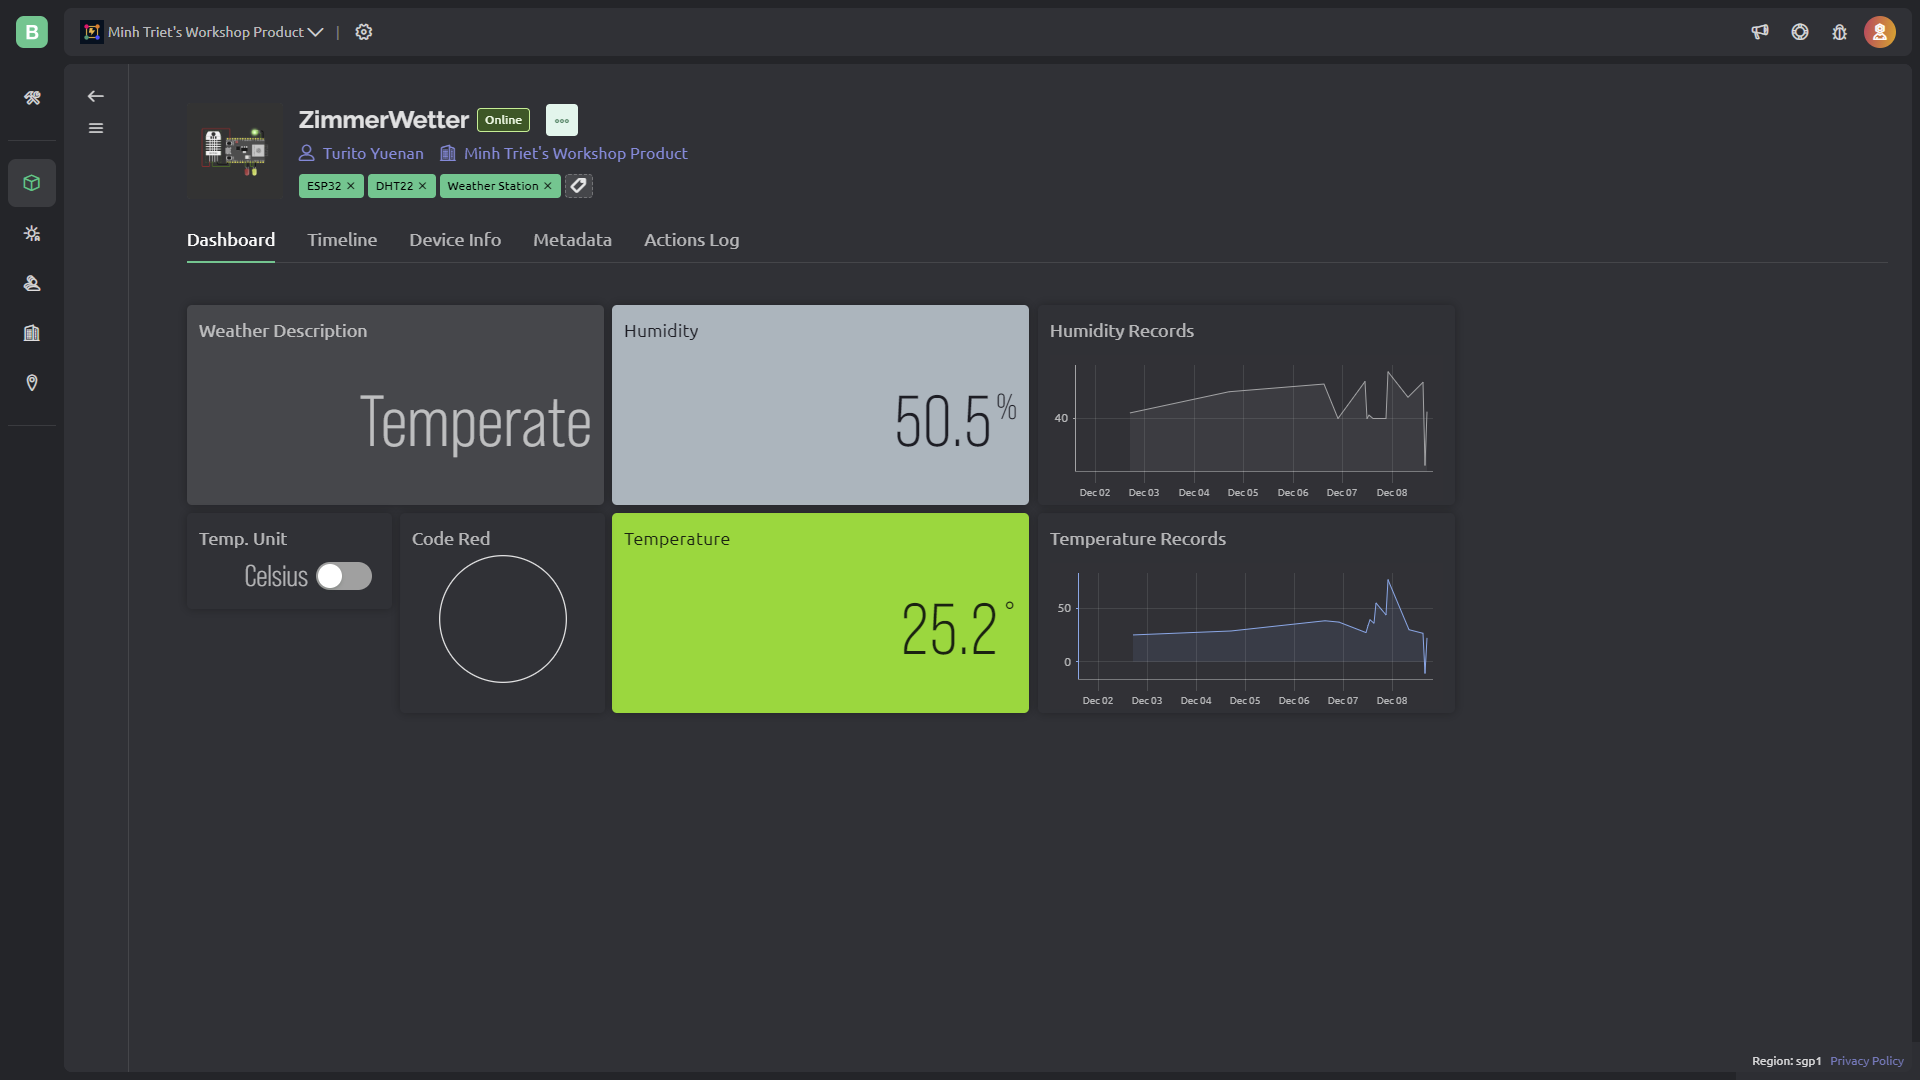 B
Minh Triet's Workshop Product
ZimmerWetter Online
Turito Yuenan Minh Triet's Workshop Product
ESP32 × DHT22 × Weather Station ×
Dashboard Timeline Device Info Metadata Actions Log
Weather Description
Temperate
Humidity
50.5%
Humidity Records
40
Dec 02 Dec 03 Dec 04 Dec 05 Dec 06 Dec 07 Dec 08
Temp. Unit
Celsius
Code Red
Temperature
25.2°
Temperature Records
50
0
Dec 02 Dec 03 Dec 04 Dec 05 Dec 06 Dec 07 Dec 08
Region: sgp1 Privacy Policy